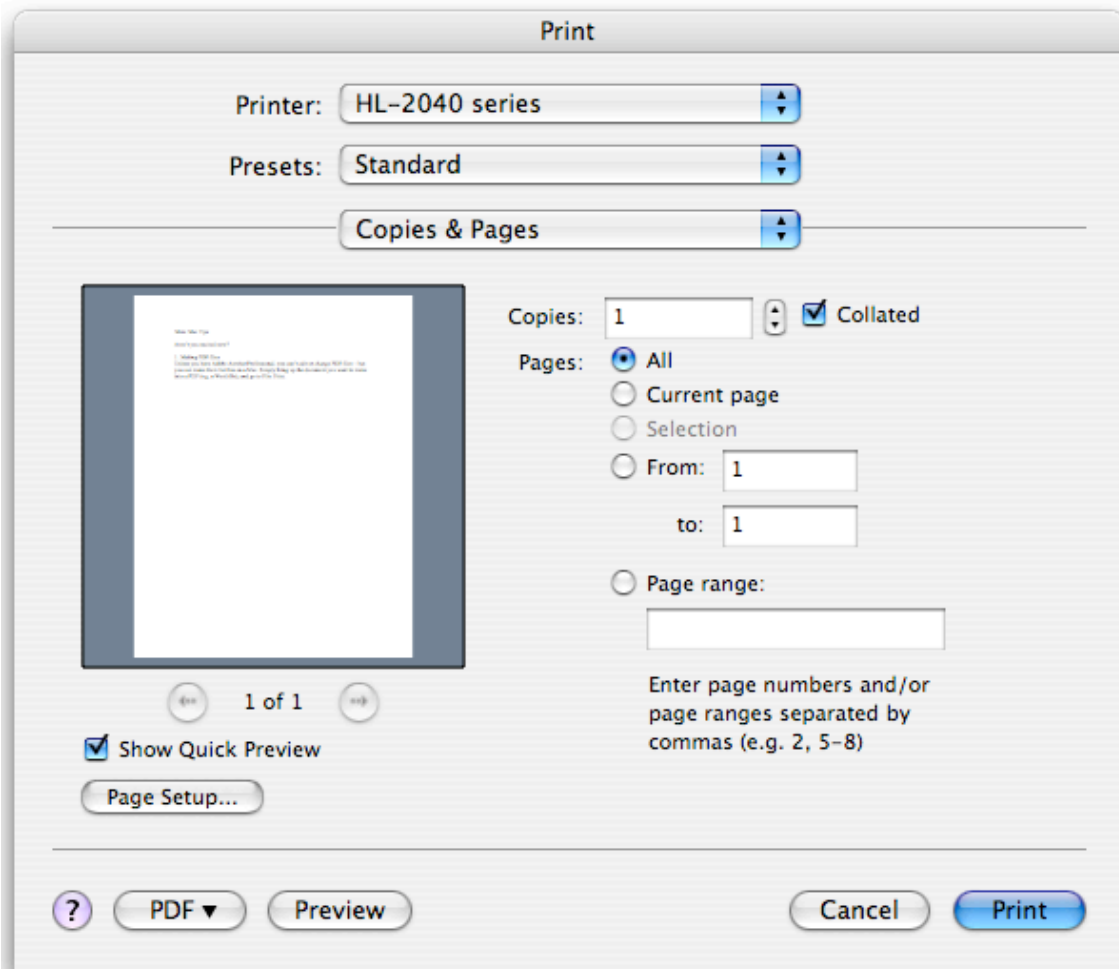 Print
Printer: HL-2040 series
Presets: Standard
Copies & Pages
Copies: 1 Collated
Pages: All
Current page
Selection
From: 1
to: 1
Page range:
Enter page numbers and/or
page ranges separated by
commas (e.g. 2, 5-8)
1 of 1
Show Quick Preview
Page Setup...
? PDF ▼ Preview Cancel Print